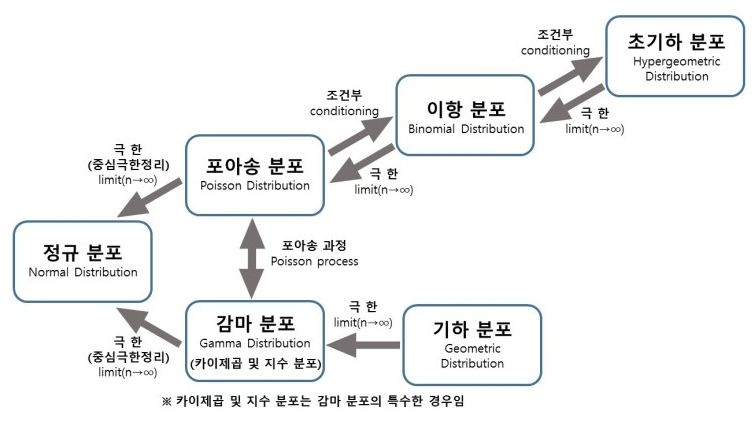 조건부
conditioning
초기하 분포
Hypergeometric
Distribution
극 한
limit(n→∞)
조건부
conditioning
이항 분포
Binomial Distribution
극 한
limit(n→∞)
극 한
(중심극한정리)
limit(n→∞)
포아송 분포
Poisson Distribution
정규 분포
Normal Distribution
포아송 과정
Poisson process
극 한
(중심극한정리)
limit(n→∞)
감마 분포
Gamma Distribution
(카이제곱 및 지수 분포)
극 한
limit(n→∞)
기하 분포
Geometric
Distribution
※ 카이제곱 및 지수 분포는 감마 분포의 특수한 경우임